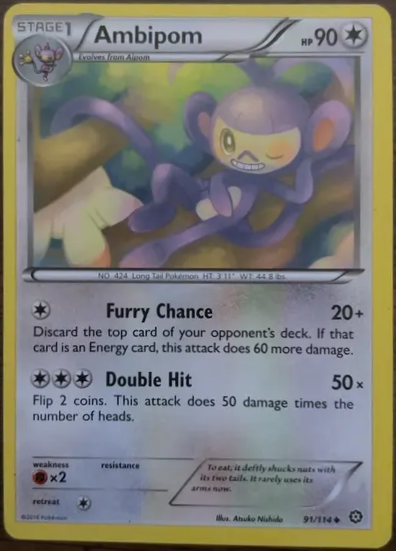 STAGE1
Ambipom
HP90
Evolves from Aipom
NO. 424 Long Tail Pokémon HT: 3'11" WT: 44.8 lbs.
Furry Chance 20+
Discard the top card of your opponent's deck. If that
card is an Energy card, this attack does 60 more damage.
Double Hit 50×
Flip 2 coins. This attack does 50 damage times the
number of heads.
weakness resistance
×2
To eat, it deftly shucks nuts with
its two tails. It rarely uses its
arms now.
retreat
©2016 Pokémon
Illus. Atsuko Nishida
91/114